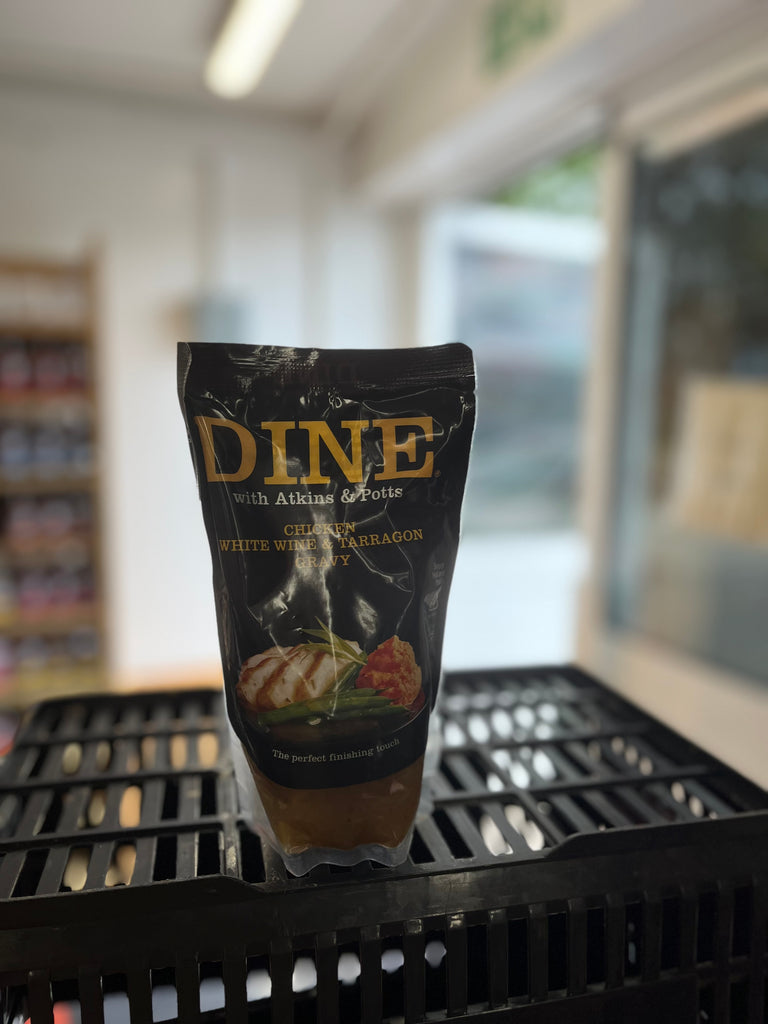 DINE
with Atkins & Potts
CHICKEN
WHITE WINE & TARRAGON
GRAVY
The perfect finishing touch